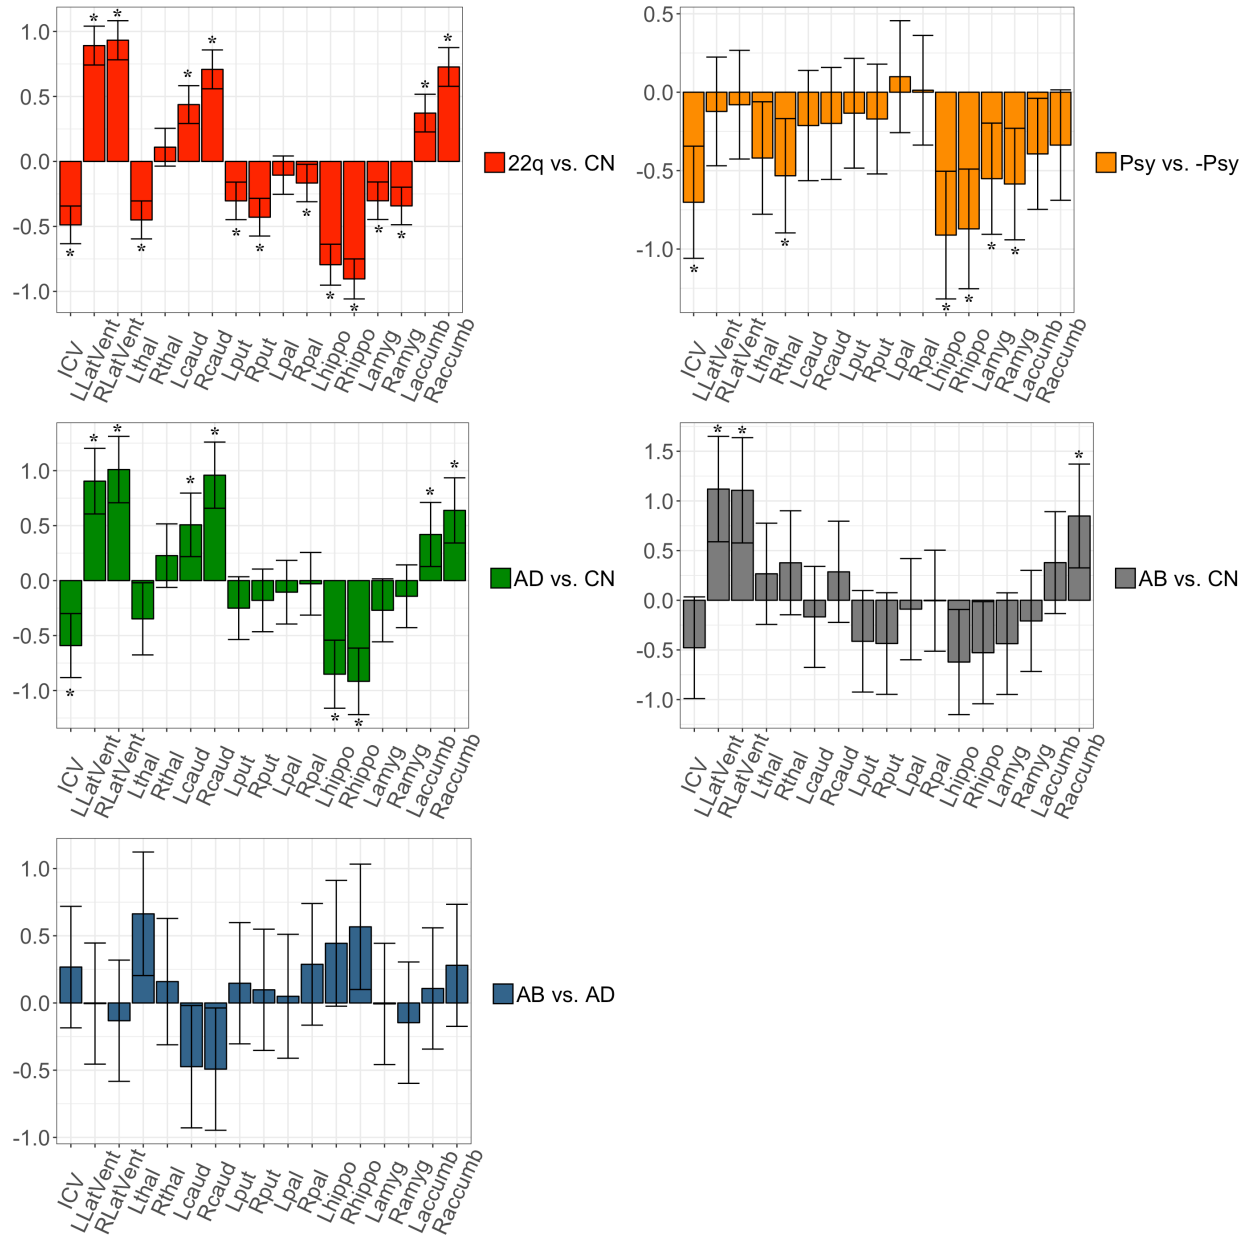 1.0
0.5
0.0
-0.5
-1.0
* * * * * * * * * * * * * * *
ICV LLatVent RLatVent Lthal Rthal Lcaud Rcaud Lput Rput Lpal Rpal Lhippo Rhippo Lamyg Ramyg Laccumb Raccumb
22q vs. CN
0.5
0.0
-0.5
-1.0
* * * * * *
ICV LLatVent RLatVent Lthal Rthal Lcaud Rcaud Lput Rput Lpal Rpal Lhippo Rhippo Lamyg Ramyg Laccumb Raccumb
Psy vs. -Psy
1.0
0.5
0.0
-0.5
-1.0
* * * * * * * * *
ICV LLatVent RLatVent Lthal Rthal Lcaud Rcaud Lput Rput Lpal Rpal Lhippo Rhippo Lamyg Ramyg Laccumb Raccumb
AD vs. CN
1.5
1.0
0.5
0.0
-0.5
-1.0
* * *
ICV LLatVent RLatVent Lthal Rthal Lcaud Rcaud Lput Rput Lpal Rpal Lhippo Rhippo Lamyg Ramyg Laccumb Raccumb
AB vs. CN
1.0
0.5
0.0
-0.5
-1.0
ICV LLatVent RLatVent Lthal Rthal Lcaud Rcaud Lput Rput Lpal Rpal Lhippo Rhippo Lamyg Ramyg Laccumb Raccumb
AB vs. AD